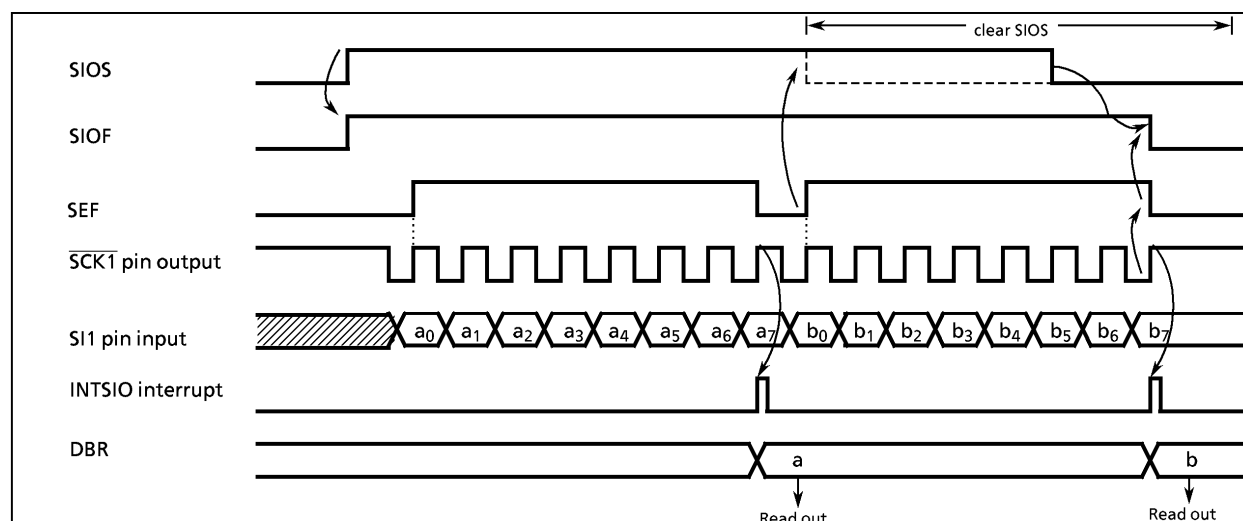 clear SIOS
SIOS
SIOF
SEF
SCK1 pin output
SI1 pin input
a0 a1 a2 a3 a4 a5 a6 a7 b0 b1 b2 b3 b4 b5 b6 b7
INTSIO interrupt
DBR
a b
Read out Read out